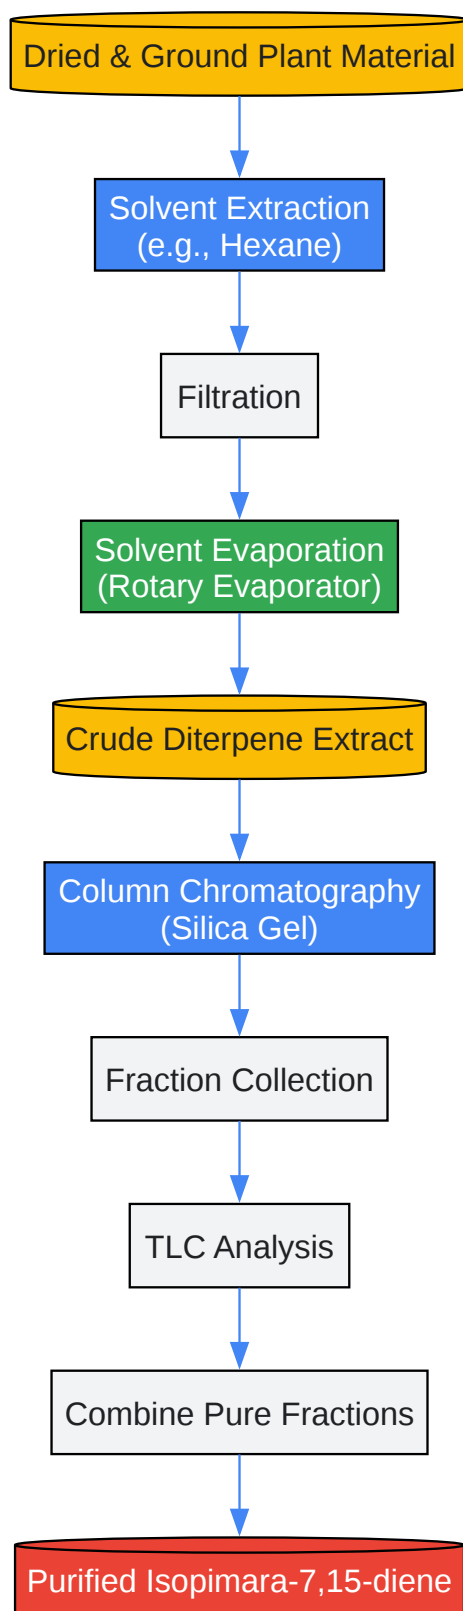 Dried & Ground Plant Material
Solvent Extraction
(e.g., Hexane)
Filtration
Solvent Evaporation
(Rotary Evaporator)
Crude Diterpene Extract
Column Chromatography
(Silica Gel)
Fraction Collection
TLC Analysis
Combine Pure Fractions
Purified Isopimara-7,15-diene